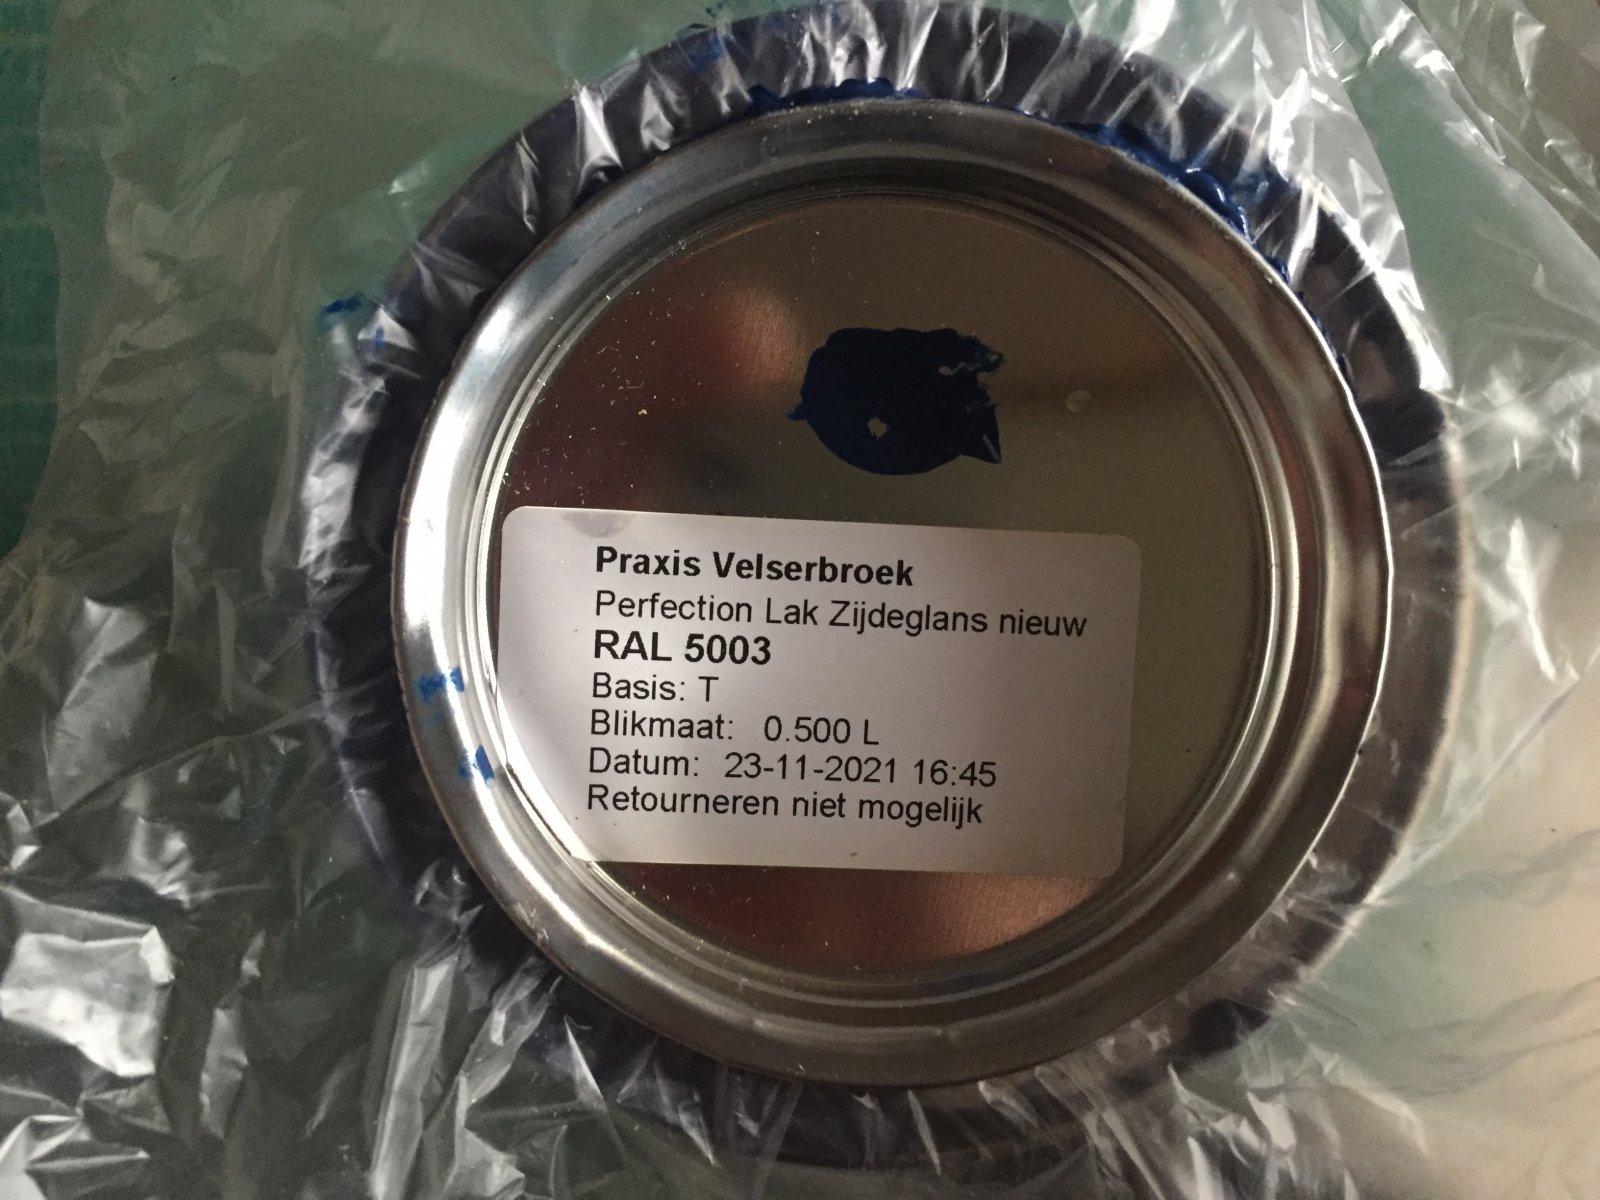 Praxis Velserbroek
Perfection Lak Zijdeglans nieuw
RAL 5003
Basis: T
Blikmaat: 0.500 L
Datum: 23-11-2021 16:45
Retourneren niet mogelijk